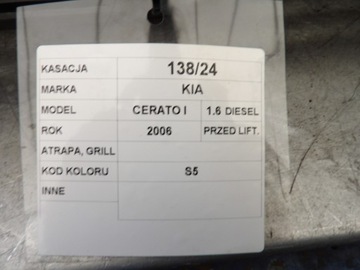 KASACJA 138/24
MARKA KIA
MODEL CERATO I 1.6 DIESEL
ROK 2006 PRZED LIFT.
ATRAPA, GRILL
KOD KOLORU S5
INNE